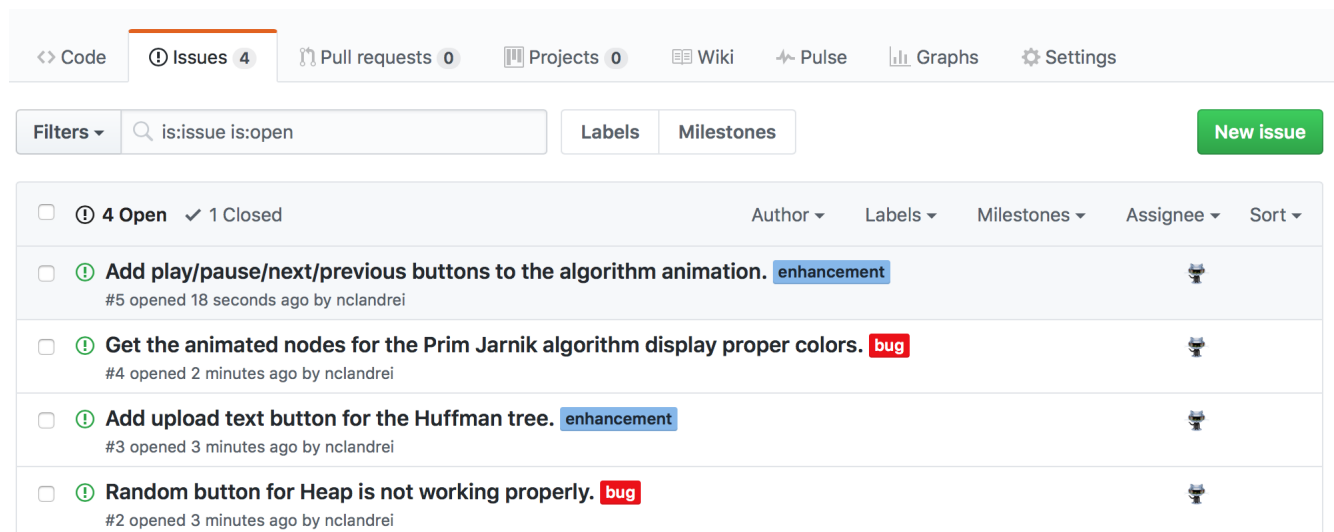 Code Issues 4 Pull requests 0 Projects 0 Wiki Pulse Graphs Settings
Filters is:issue is:open Labels Milestones New issue
4 Open 1 Closed Author Labels Milestones Assignee Sort
Add play/pause/next/previous buttons to the algorithm animation. enhancement
#5 opened 18 seconds ago by nclandrei
Get the animated nodes for the Prim Jarnik algorithm display proper colors. bug
#4 opened 2 minutes ago by nclandrei
Add upload text button for the Huffman tree. enhancement
#3 opened 3 minutes ago by nclandrei
Random button for Heap is not working properly. bug
#2 opened 3 minutes ago by nclandrei